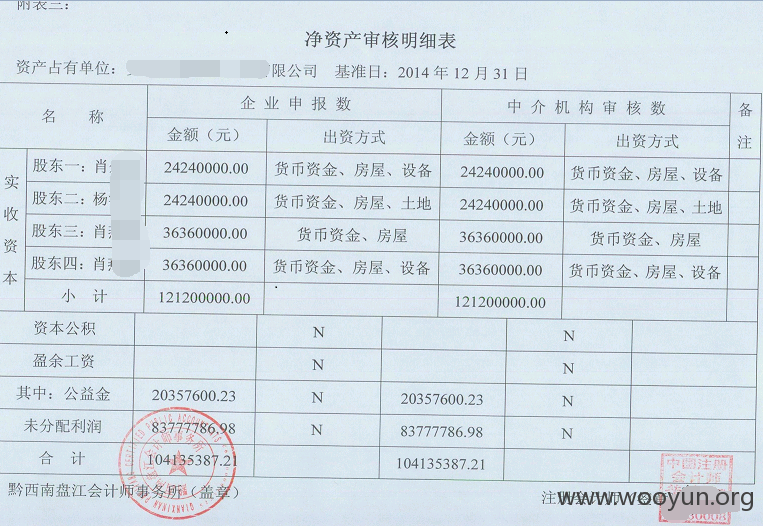 附表三：
净资产审核明细表
资产占有单位： 有限公司 基准日：2014 年 12 月 31 日
名 称 企 业 申 报 数 中 介 机 构 审 核 数 备注
金额（元） 出资方式 金额（元） 出资方式
实收资本
股东一：肖 24240000.00 货币资金、房屋、设备 24240000.00 货币资金、房屋、设备
股东二：杨 24240000.00 货币资金、房屋、土地 24240000.00 货币资金、房屋、土地
股东三：肖 36360000.00 货币资金、房屋 36360000.00 货币资金、房屋
股东四：肖 36360000.00 货币资金、房屋、设备 36360000.00 货币资金、房屋、设备
小 计 121200000.00 121200000.00
资本公积 N N
盈余工资 N N
其中：公益金 20357600.23 N 20357600.23 N
未分配利润 83777786.98 N 83777786.98 N
合 计 104135387.21 104135387.21
黔西南盘江会计师事务所（盖章）
中国注册
会计师
www.wooyun.org